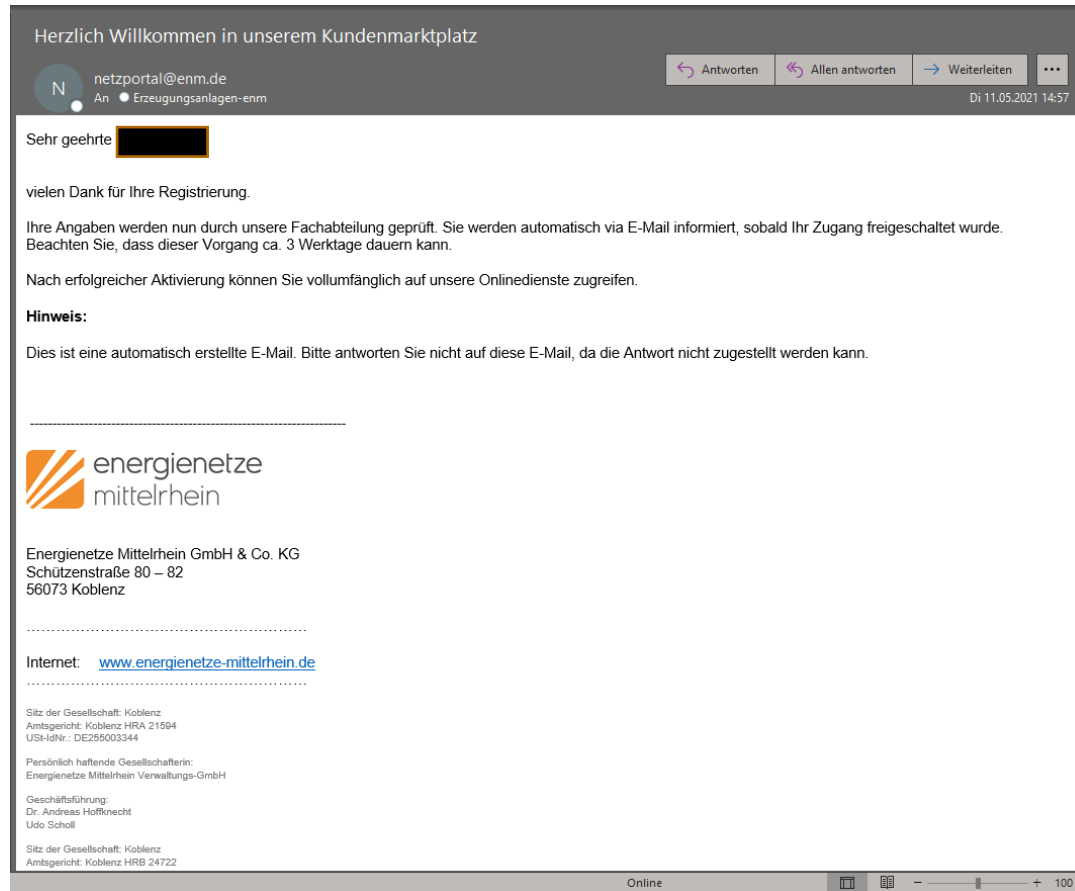 Herzlich Willkommen in unserem Kundenmarktplatz
N
netzportal@enm.de
An Erzeugungsanlagen-enm
Antworten
Allen antworten
Weiterleiten
Di 11.05.2021 14:57
Sehr geehrte
vielen Dank für Ihre Registrierung.
Ihre Angaben werden nun durch unsere Fachabteilung geprüft. Sie werden automatisch via E-Mail informiert, sobald Ihr Zugang freigeschaltet wurde.
Beachten Sie, dass dieser Vorgang ca. 3 Werktage dauern kann.
Nach erfolgreicher Aktivierung können Sie vollumfänglich auf unsere Onlinedienste zugreifen.
Hinweis:
Dies ist eine automatisch erstellte E-Mail. Bitte antworten Sie nicht auf diese E-Mail, da die Antwort nicht zugestellt werden kann.
energienetze
mittelrhein
Energienetze Mittelrhein GmbH & Co. KG
Schützenstraße 80 – 82
56073 Koblenz
Internet: www.energienetze-mittelrhein.de
Sitz der Gesellschaft: Koblenz
Amtsgericht: Koblenz HRA 21594
USt-IdNr.: DE255003344
Persönlich haftende Gesellschafterin:
Energienetze Mittelrhein Verwaltungs-GmbH
Geschäftsführung:
Dr. Andreas Hoffknecht
Udo Scholl
Sitz der Gesellschaft: Koblenz
Amtsgericht: Koblenz HRB 24722
Online
100